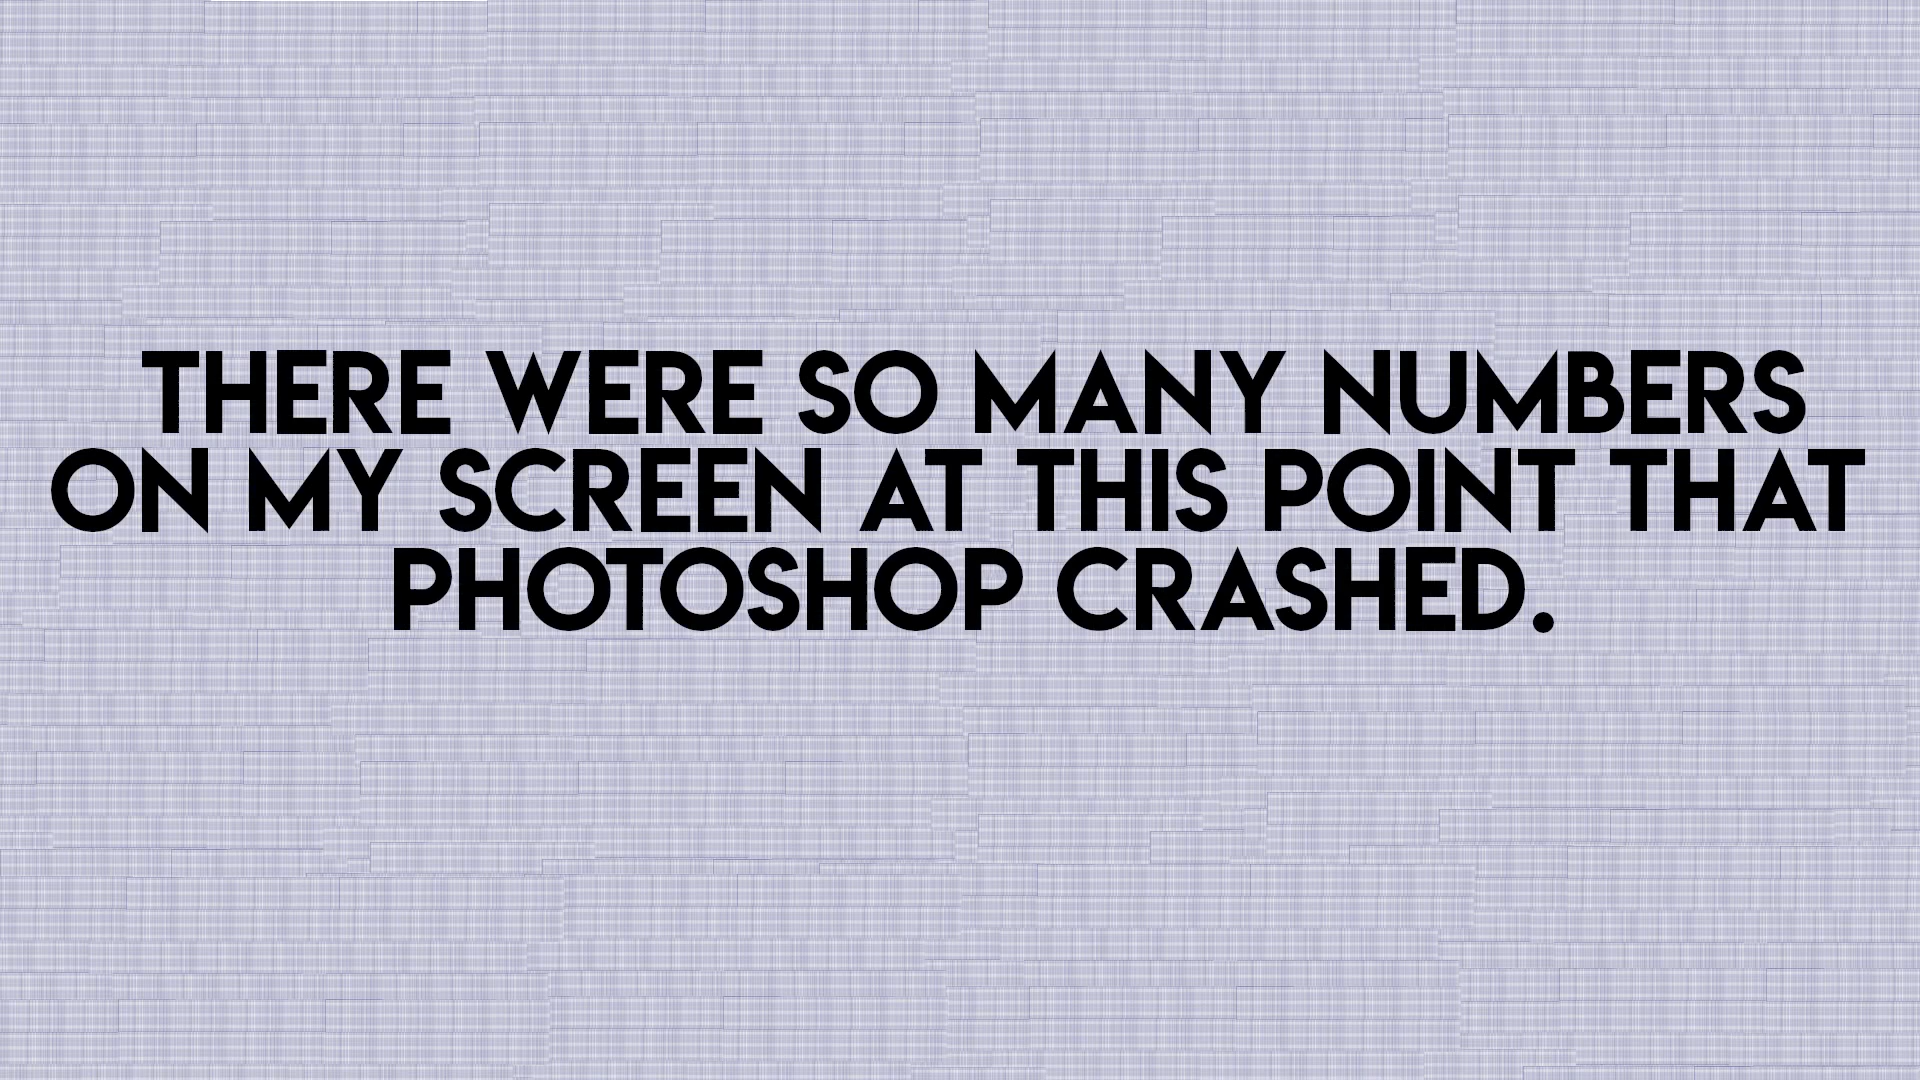 THERE WERE SO MANY NUMBERS
ON MY SCREEN AT THIS POINT THAT
PHOTOSHOP CRASHED.